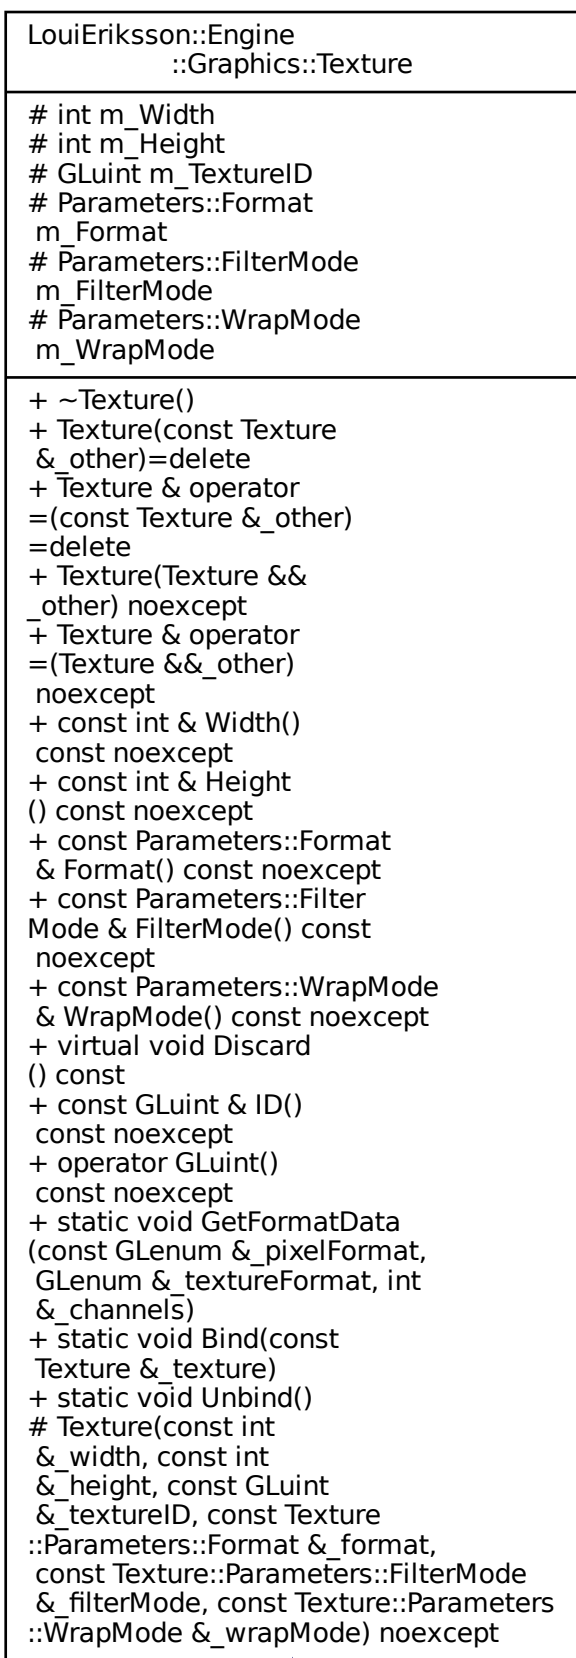 LouiEriksson::Engine
::Graphics::Texture
# int m_Width
# int m_Height
# GLuint m_TextureID
# Parameters::Format
m_Format
# Parameters::FilterMode
m_FilterMode
# Parameters::WrapMode
m_WrapMode
+ ~Texture()
+ Texture(const Texture
&_other)=delete
+ Texture & operator
=(const Texture &_other)
=delete
+ Texture(Texture &&
_other) noexcept
+ Texture & operator
=(Texture &&_other)
noexcept
+ const int & Width()
const noexcept
+ const int & Height
() const noexcept
+ const Parameters::Format
& Format() const noexcept
+ const Parameters::Filter
Mode & FilterMode() const
noexcept
+ const Parameters::WrapMode
& WrapMode() const noexcept
+ virtual void Discard
() const
+ const GLuint & ID()
const noexcept
+ operator GLuint()
const noexcept
+ static void GetFormatData
(const GLenum &_pixelFormat,
GLenum &_textureFormat, int
&_channels)
+ static void Bind(const
Texture &_texture)
+ static void Unbind()
# Texture(const int
&_width, const int
&_height, const GLuint
&_textureID, const Texture
::Parameters::Format &_format,
const Texture::Parameters::FilterMode
&_filterMode, const Texture::Parameters
::WrapMode &_wrapMode) noexcept